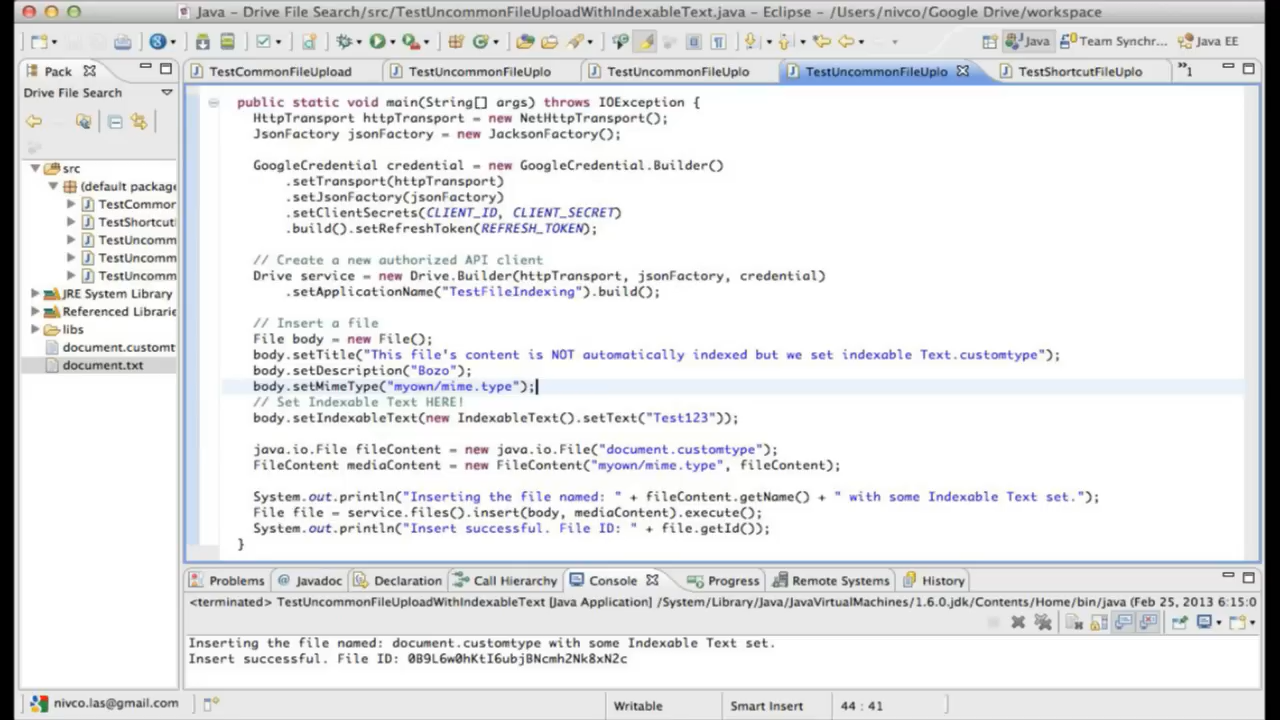 Java - Drive File Search/src/TestUncommonFileUploadWithIndexableText.java - Eclipse - /Users/nivco/Google Drive/workspace
Java
Team Synchr...
Java EE
Pack
TestCommonFileUpload
TestUncommonFileUplo
TestUncommonFileUplo
TestUncommonFileUplo
TestShortcutFileUplo
»1
Drive File Search
src
(default package
TestCommor
TestShortcuti
TestUncomm
TestUncomm
TestUncomm
JRE System Library
Referenced Librarie
libs
document.customt
document.txt
public static void main(String[] args) throws IOException {
HttpTransport httpTransport = new NetHttpTransport();
JsonFactory jsonFactory = new JacksonFactory();
GoogleCredential credential = new GoogleCredential.Builder()
.setTransport(httpTransport)
.setJsonFactory(jsonFactory)
.setClientSecrets(CLIENT_ID, CLIENT_SECRET)
.build().setRefreshToken(REFRESH_TOKEN);
// Create a new authorized API client
Drive service = new Drive.Builder(httpTransport, jsonFactory, credential)
.setApplicationName("TestFileIndexing").build();
// Insert a file
File body = new File();
body.setTitle("This file's content is NOT automatically indexed but we set indexable Text.customtype");
body.setDescription("Bozo");
body.setMimeType("myown/mime.type");
// Set Indexable Text HERE!
body.setIndexableText(new IndexableText().setText("Test123"));
java.io.File fileContent = new java.io.File("document.customtype");
FileContent mediaContent = new FileContent("myown/mime.type", fileContent);
System.out.println("Inserting the file named: " + fileContent.getName() + " with some Indexable Text set.");
File file = service.files().insert(body, mediaContent).execute();
System.out.println("Insert successful. File ID: " + file.getId());
}
Problems
@ Javadoc
Declaration
Call Hierarchy
Console
Progress
Remote Systems
History
<terminated> TestUncommonFileUploadWithIndexableText [Java Application] /System/Library/Java/JavaVirtualMachines/1.6.0.jdk/Contents/Home/bin/java (Feb 25, 2013 6:15:0
Inserting the file named: document.customtype with some Indexable Text set.
Insert successful. File ID: 0B9L6w0hKtI6ubjBNcmh2Nk8xN2c
nivco.las@gmail.com
Writable
Smart Insert
44 : 41